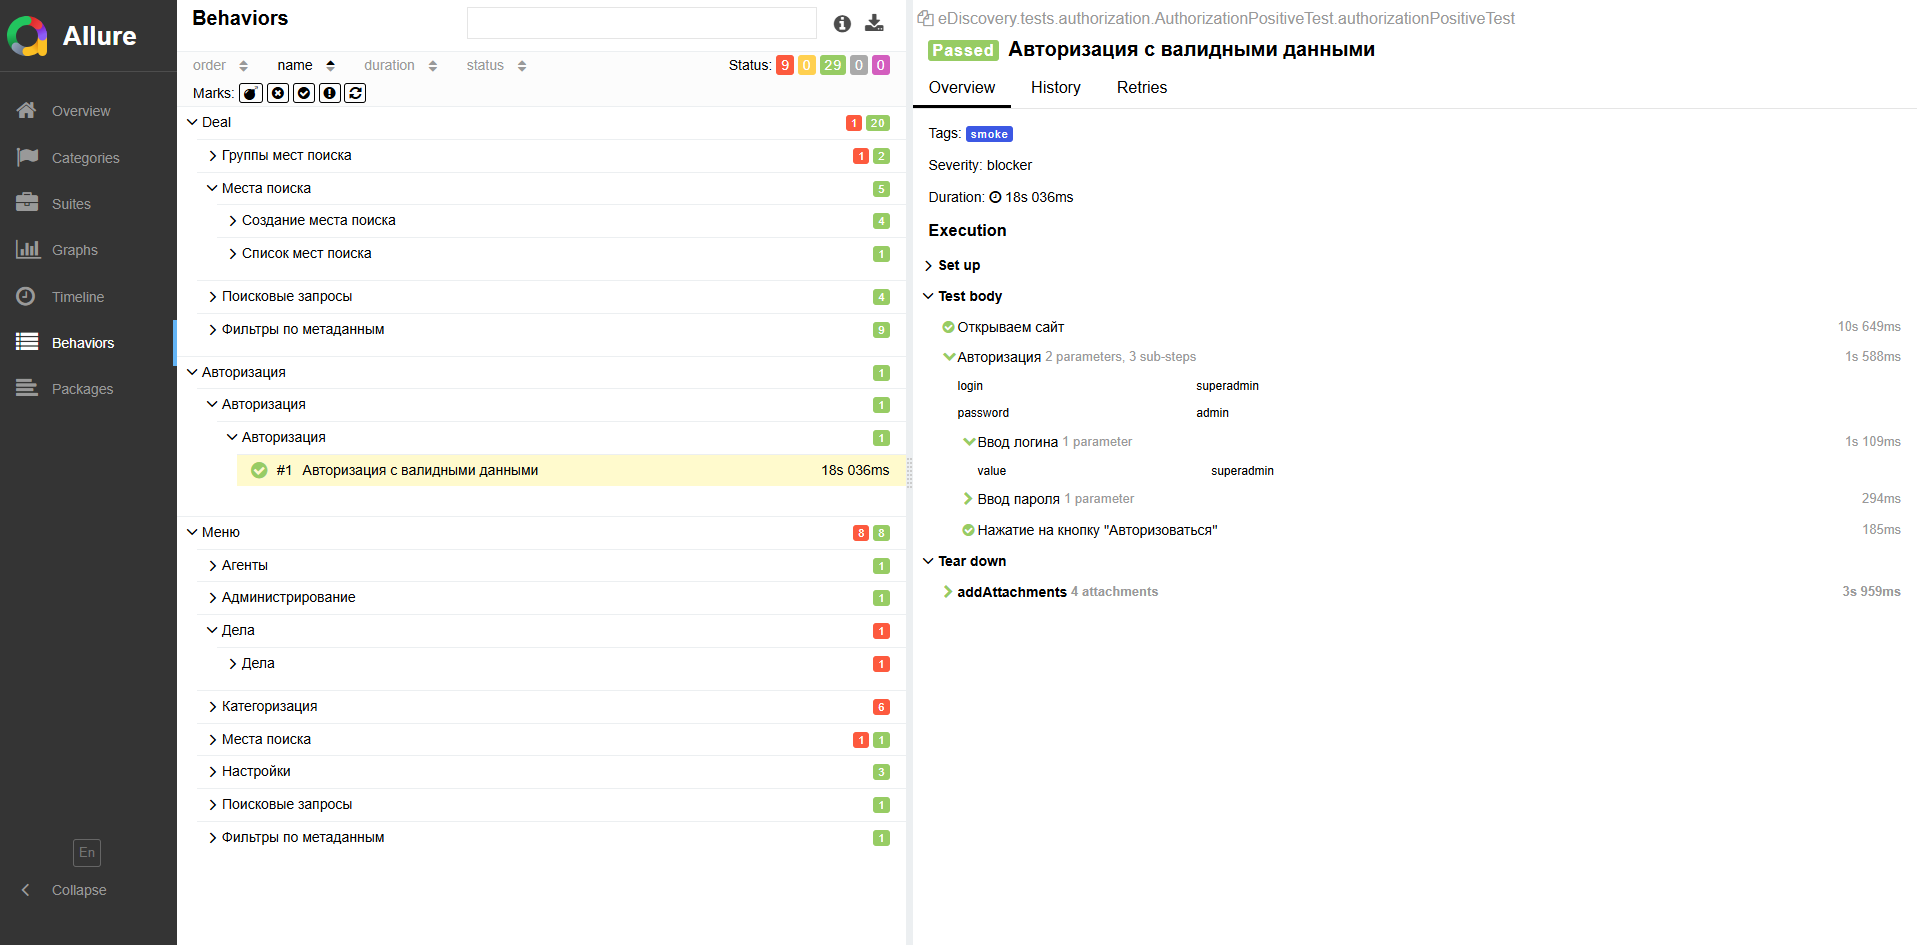 Allure
Overview
Categories
Suites
Graphs
Timeline
Behaviors
Packages
En
Collapse
Behaviors
order name duration status Status: 9 0 29 0 0
Marks:
Deal 1 20
Группы мест поиска 1 2
Места поиска 5
Создание места поиска 4
Список мест поиска 1
Поисковые запросы 4
Фильтры по метаданным 9
Авторизация 1
Авторизация 1
Авторизация 1
#1 Авторизация с валидными данными 18s 036ms
Меню 8 8
Агенты 1
Администрирование 1
Дела 1
Дела 1
Категоризация 6
Места поиска 1 1
Настройки 3
Поисковые запросы 1
Фильтры по метаданным 1
eDiscovery.tests.authorization.AuthorizationPositiveTest.authorizationPositiveTest
Passed Авторизация с валидными данными
Overview History Retries
Tags: smoke
Severity: blocker
Duration: 18s 036ms
Execution
Set up
Test body
Открываем сайт 10s 649ms
Авторизация 2 parameters, 3 sub-steps 1s 588ms
login superadmin
password admin
Ввод логина 1 parameter 1s 109ms
value superadmin
Ввод пароля 1 parameter 294ms
Нажатие на кнопку "Авторизоваться" 185ms
Tear down
addAttachments 4 attachments 3s 959ms